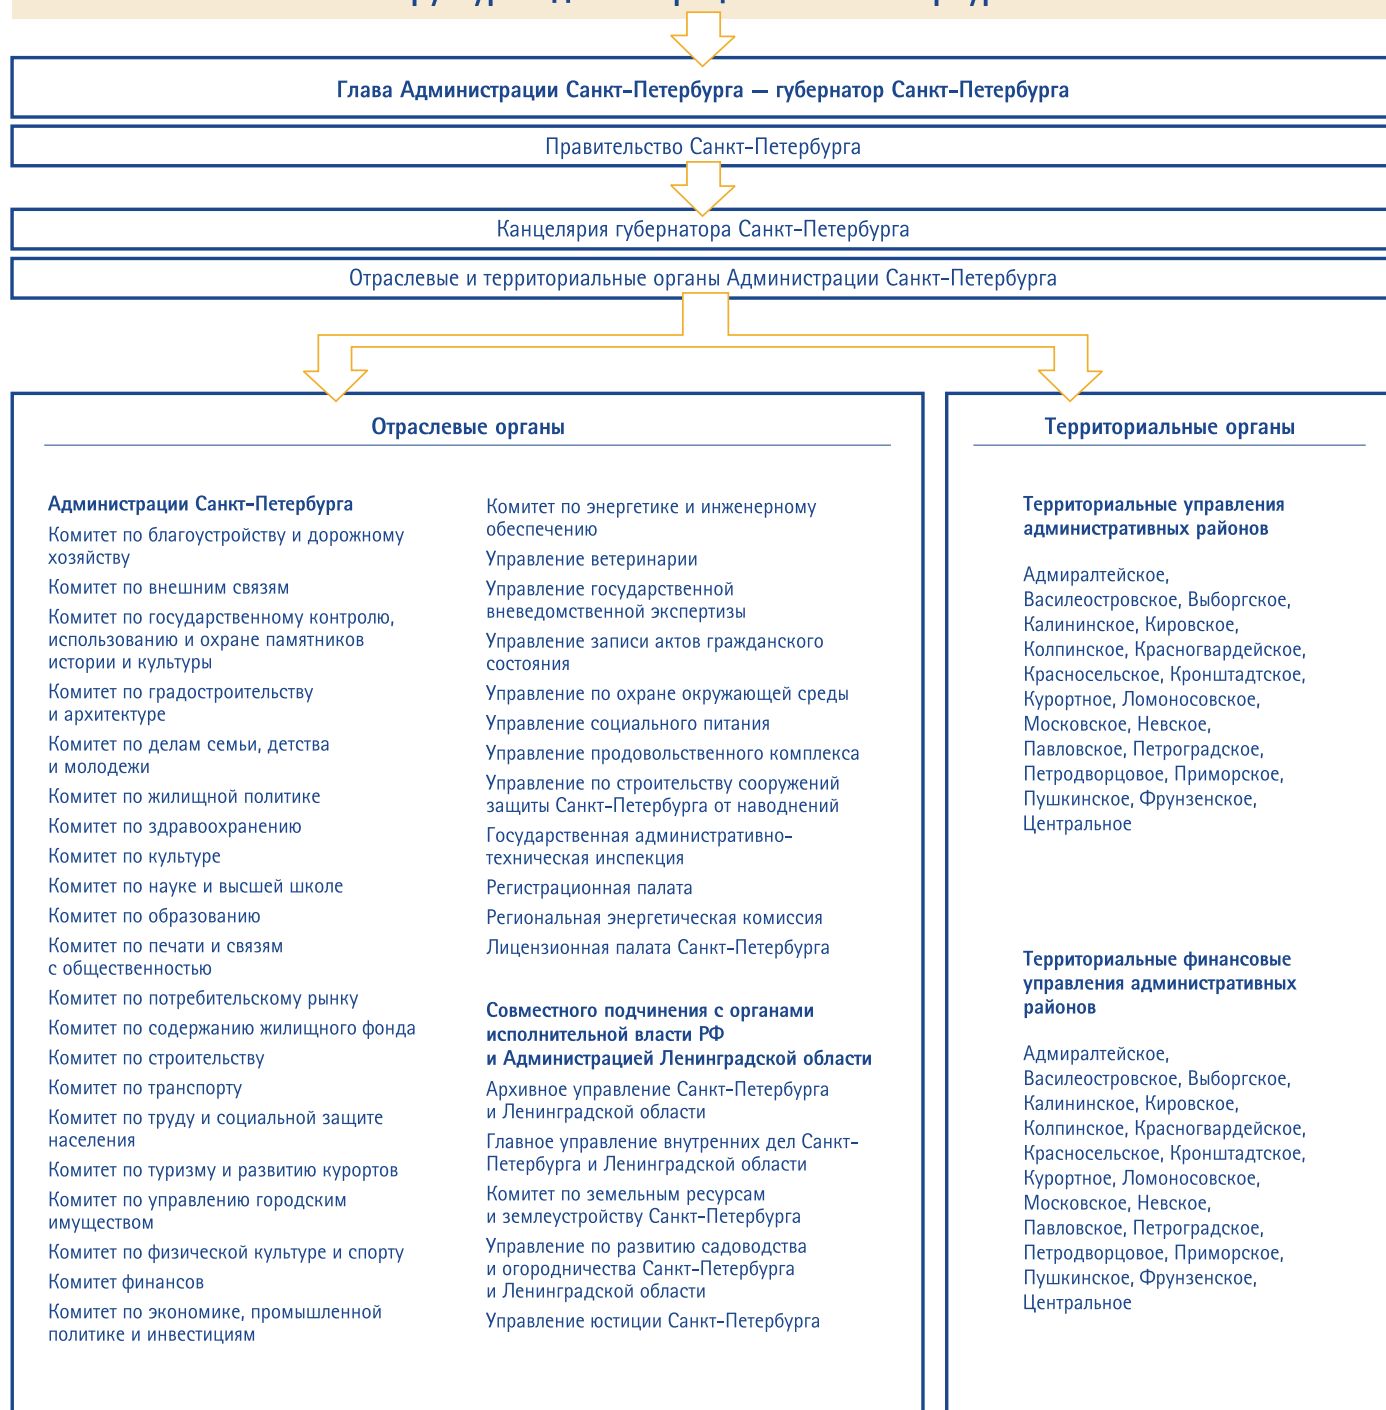 Глава Администрации Санкт-Петербурга — губернатор Санкт-Петербурга
Правительство Санкт-Петербурга
Канцелярия губернатора Санкт-Петербурга
Отраслевые и территориальные органы Администрации Санкт-Петербурга
Отраслевые органы
Администрации Санкт-Петербурга
Комитет по благоустройству и дорожному
хозяйству
Комитет по внешним связям
Комитет по государственному контролю,
использованию и охране памятников
истории и культуры
Комитет по градостроительству
и архитектуре
Комитет по делам семьи, детства
и молодежи
Комитет по жилищной политике
Комитет по здравоохранению
Комитет по культуре
Комитет по науке и высшей школе
Комитет по образованию
Комитет по печати и связям
с общественностью
Комитет по потребительскому рынку
Комитет по содержанию жилищного фонда
Комитет по строительству
Комитет по транспорту
Комитет по труду и социальной защите
населения
Комитет по туризму и развитию курортов
Комитет по управлению городским
имуществом
Комитет по физической культуре и спорту
Комитет финансов
Комитет по экономике, промышленной
политике и инвестициям
Комитет по энергетике и инженерному
обеспечению
Управление ветеринарии
Управление государственной
вневедомственной экспертизы
Управление записи актов гражданского
состояния
Управление по охране окружающей среды
Управление социального питания
Управление продовольственного комплекса
Управление по строительству сооружений
защиты Санкт-Петербурга от наводнений
Государственная административно-
техническая инспекция
Регистрационная палата
Региональная энергетическая комиссия
Лицензионная палата Санкт-Петербурга
Совместного подчинения с органами
исполнительной власти РФ
и Администрацией Ленинградской области
Архивное управление Санкт-Петербурга
и Ленинградской области
Главное управление внутренних дел Санкт-
Петербурга и Ленинградской области
Комитет по земельным ресурсам
и землеустройству Санкт-Петербурга
Управление по развитию садоводства
и огородничества Санкт-Петербурга
и Ленинградской области
Управление юстиции Санкт-Петербурга
Территориальные органы
Территориальные управления
административных районов
Адмиралтейское,
Василеостровское, Выборгское,
Калининское, Кировское,
Колпинское, Красногвардейское,
Красносельское, Кронштадтское,
Курортное, Ломоносовское,
Московское, Невское,
Павловское, Петроградское,
Петродворцовое, Приморское,
Пушкинское, Фрунзенское,
Центральное
Территориальные финансовые
управления административных
районов
Адмиралтейское,
Василеостровское, Выборгское,
Калининское, Кировское,
Колпинское, Красногвардейское,
Красносельское, Кронштадтское,
Курортное, Ломоносовское,
Московское, Невское,
Павловское, Петроградское,
Петродворцовое, Приморское,
Пушкинское, Фрунзенское,
Центральное